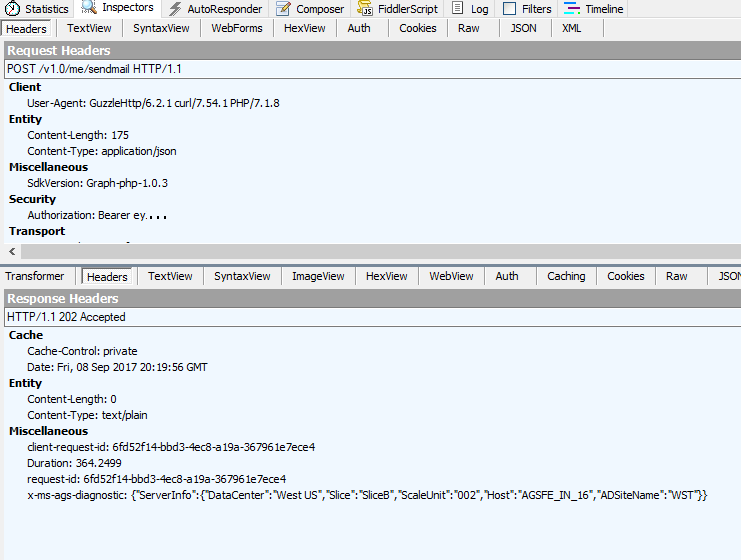 Statistics Inspectors AutoResponder Composer FiddlerScript Log Filters Timeline
Headers TextView SyntaxView WebForms HexView Auth Cookies Raw JSON XML
Request Headers
POST /v1.0/me/sendmail HTTP/1.1
Client
User-Agent: GuzzleHttp/6.2.1 curl/7.54.1 PHP/7.1.8
Entity
Content-Length: 175
Content-Type: application/json
Miscellaneous
SdkVersion: Graph-php-1.0.3
Security
Authorization: Bearer ey....
Transport
Transformer Headers TextView SyntaxView ImageView HexView WebView Auth Caching Cookies Raw JSON
Response Headers
HTTP/1.1 202 Accepted
Cache
Cache-Control: private
Date: Fri, 08 Sep 2017 20:19:56 GMT
Entity
Content-Length: 0
Content-Type: text/plain
Miscellaneous
client-request-id: 6fd52f14-bbd3-4ec8-a19a-367961e7ece4
Duration: 364.2499
request-id: 6fd52f14-bbd3-4ec8-a19a-367961e7ece4
x-ms-ags-diagnostic: {"ServerInfo":{"DataCenter":"West US","Slice":"SliceB","ScaleUnit":"002","Host":"AGSFE_IN_16","ADSiteName":"WST"}}